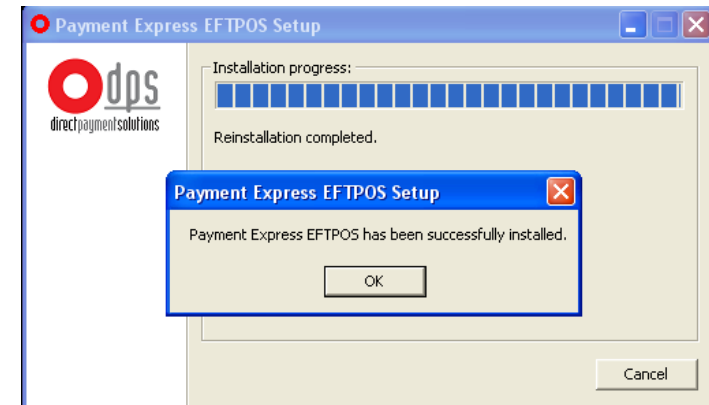 Payment Express EFTPOS Setup
dps
directpaymentsolutions
Installation progress:
Reinstallation completed.
Payment Express EFTPOS Setup
Payment Express EFTPOS has been successfully installed.
OK
Cancel